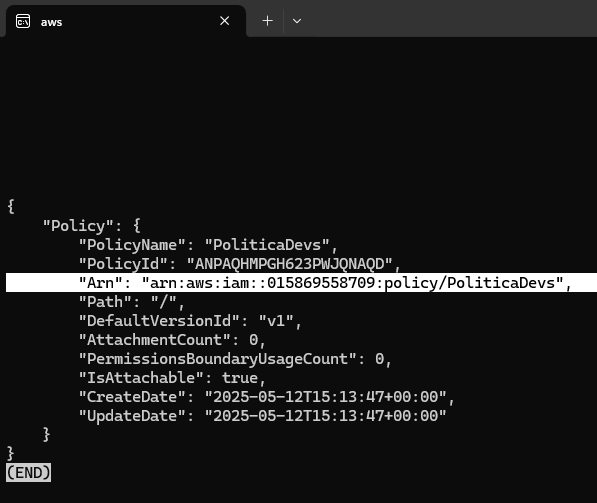 aws
{
    "Policy": {
        "PolicyName": "PoliticaDevs",
        "PolicyId": "ANPAQHMPGH623PWJQNAQD",
        "Arn": "arn:aws:iam::015869558709:policy/PoliticaDevs",
        "Path": "/",
        "DefaultVersionId": "v1",
        "AttachmentCount": 0,
        "PermissionsBoundaryUsageCount": 0,
        "IsAttachable": true,
        "CreateDate": "2025-05-12T15:13:47+00:00",
        "UpdateDate": "2025-05-12T15:13:47+00:00"
    }
}
(END)